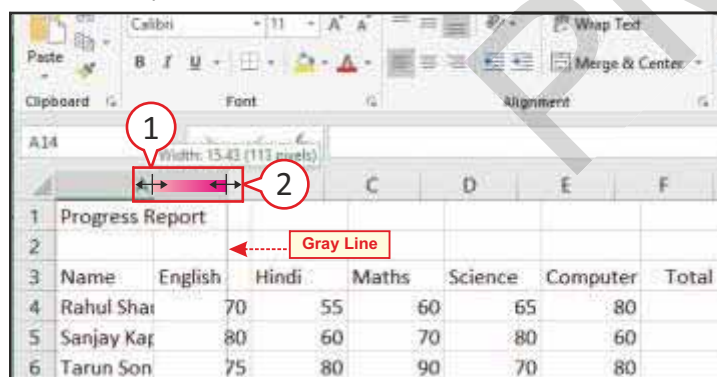 Calibri 11 A A Wrap Text
Paste B I U A Merge & Center
Clipboard Font Alignment
A14
1
Width: 15.43 (113 pixels)
2
C D E F
1 Progress Report
2 Gray Line
3 Name English Hindi Maths Science Computer Total
4 Rahul Shar 70 55 60 65 80
5 Sanjay Kap 80 60 70 80 60
6 Tarun Son 75 80 90 70 80